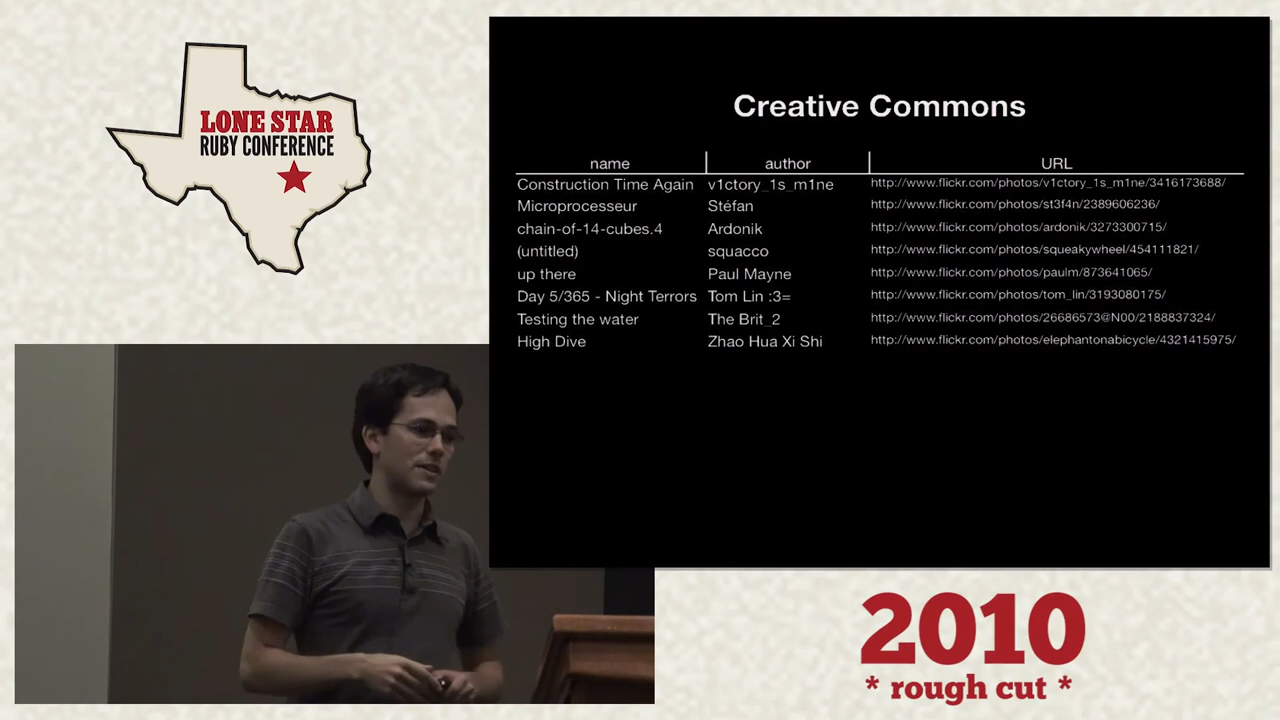 LONE STAR
RUBY CONFERENCE
Creative Commons
name author URL
Construction Time Again v1ctory_1s_m1ne http://www.flickr.com/photos/v1ctory_1s_m1ne/3416173688/
Microprocesseur Stéfan http://www.flickr.com/photos/st3f4n/2389606236/
chain-of-14-cubes.4 Ardonik http://www.flickr.com/photos/ardonik/3273300715/
(untitled) squacco http://www.flickr.com/photos/squeakywheel/454111821/
up there Paul Mayne http://www.flickr.com/photos/paulm/873641065/
Day 5/365 - Night Terrors Tom Lin :3= http://www.flickr.com/photos/tom_lin/3193080175/
Testing the water The Brit_2 http://www.flickr.com/photos/26686573@N00/2188837324/
High Dive Zhao Hua Xi Shi http://www.flickr.com/photos/elephantonabicycle/4321415975/
2010
* rough cut *